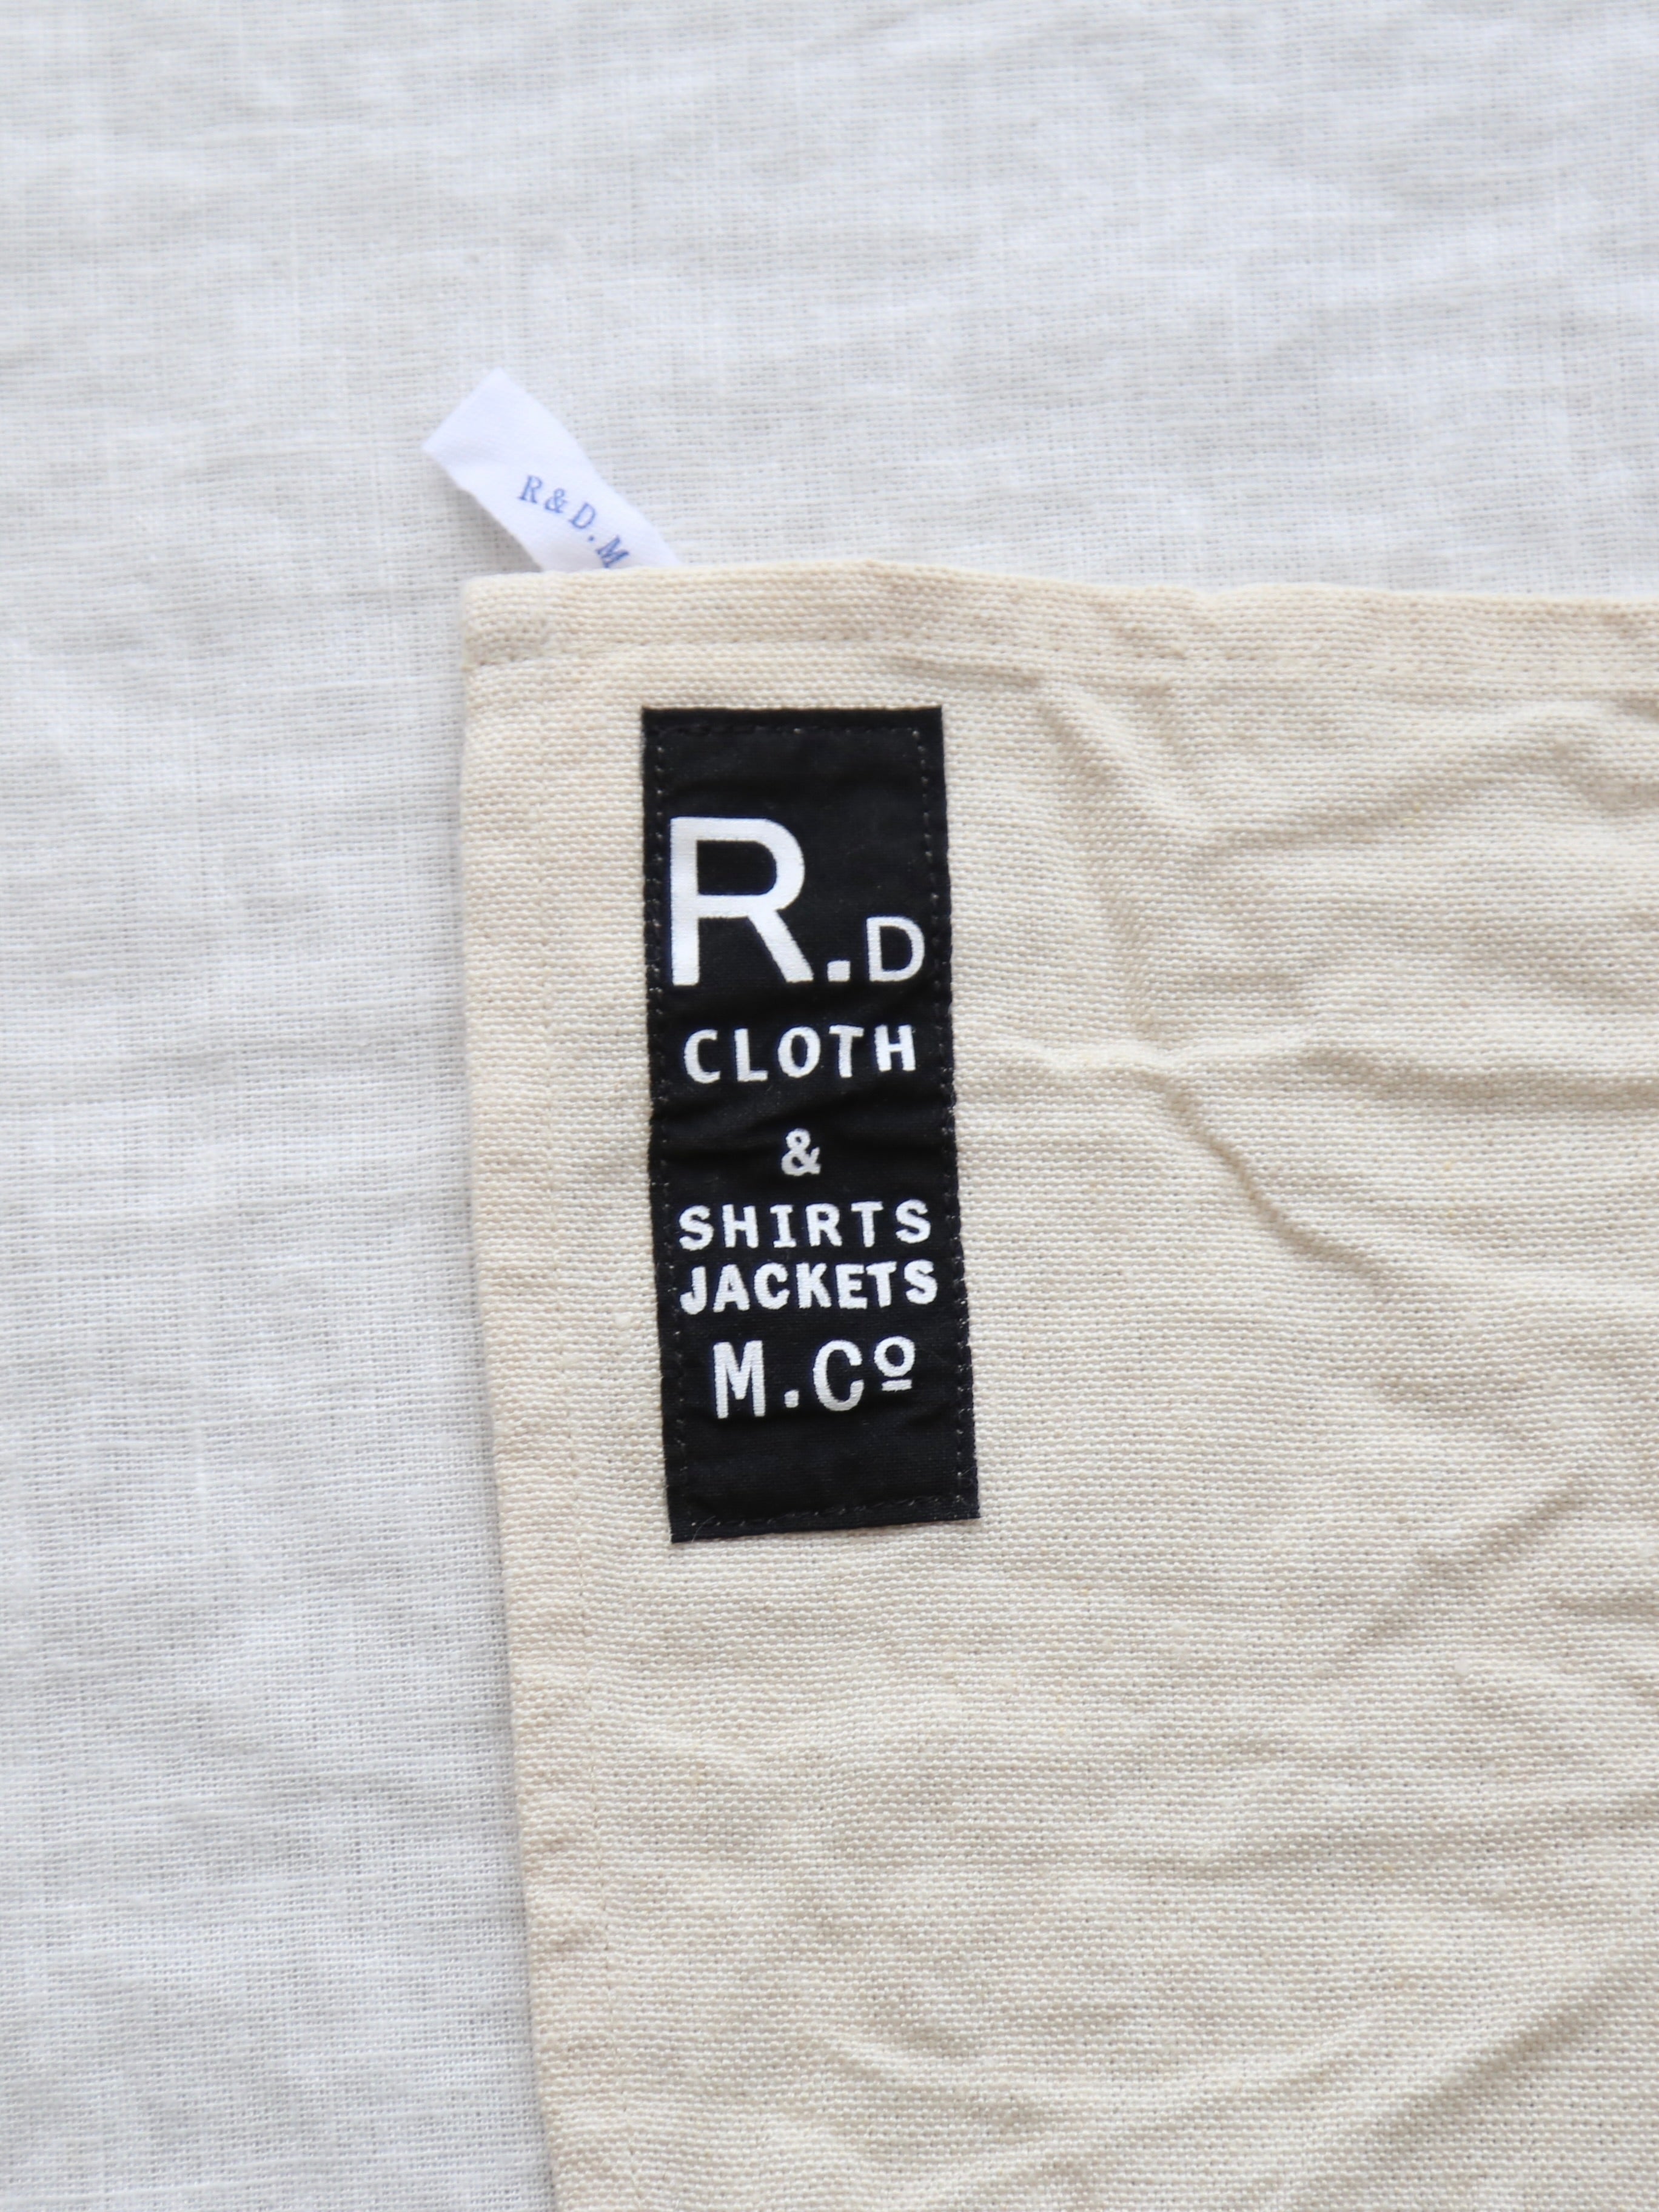 R&D.M
R.D
CLOTH
&
SHIRTS
JACKETS
M.Cº